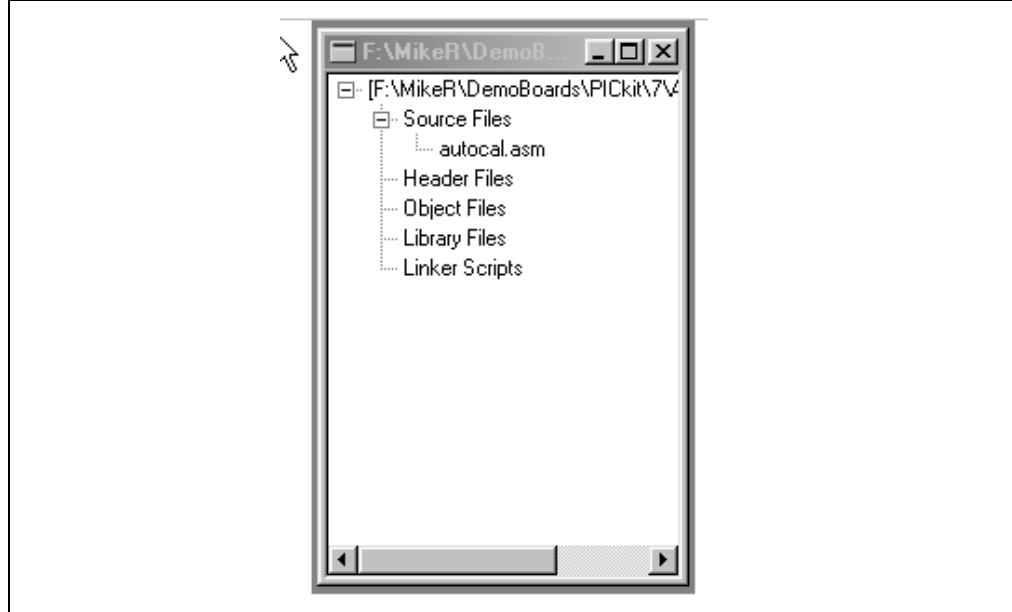 F:\MikeR\DemoB...
[F:\MikeR\DemoBoards\PICkit\7\
Source Files
autocal.asm
Header Files
Object Files
Library Files
Linker Scripts